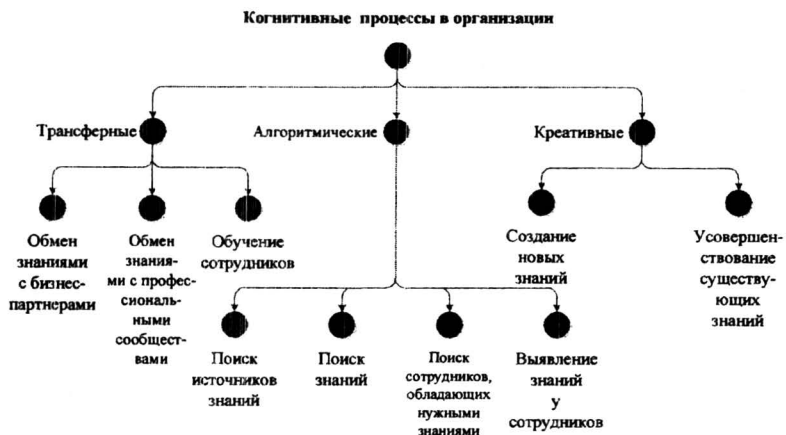 Когнитивные процессы в организации
Трансферные
Алгоритмические
Креативные
Обмен
знаниями
с бизнес-
партнерами
Обмен
знания-
ми с профес-
сиональ-
ными
сообщест-
вами
Обучение
сотрудников
Создание
новых
знаний
Усовершен-
ствование
существу-
ющих
знаний
Поиск
источников
знаний
Поиск
знаний
Поиск
сотрудников,
обладающих
нужными
знаниями
Выявление
знаний
у
сотрудников